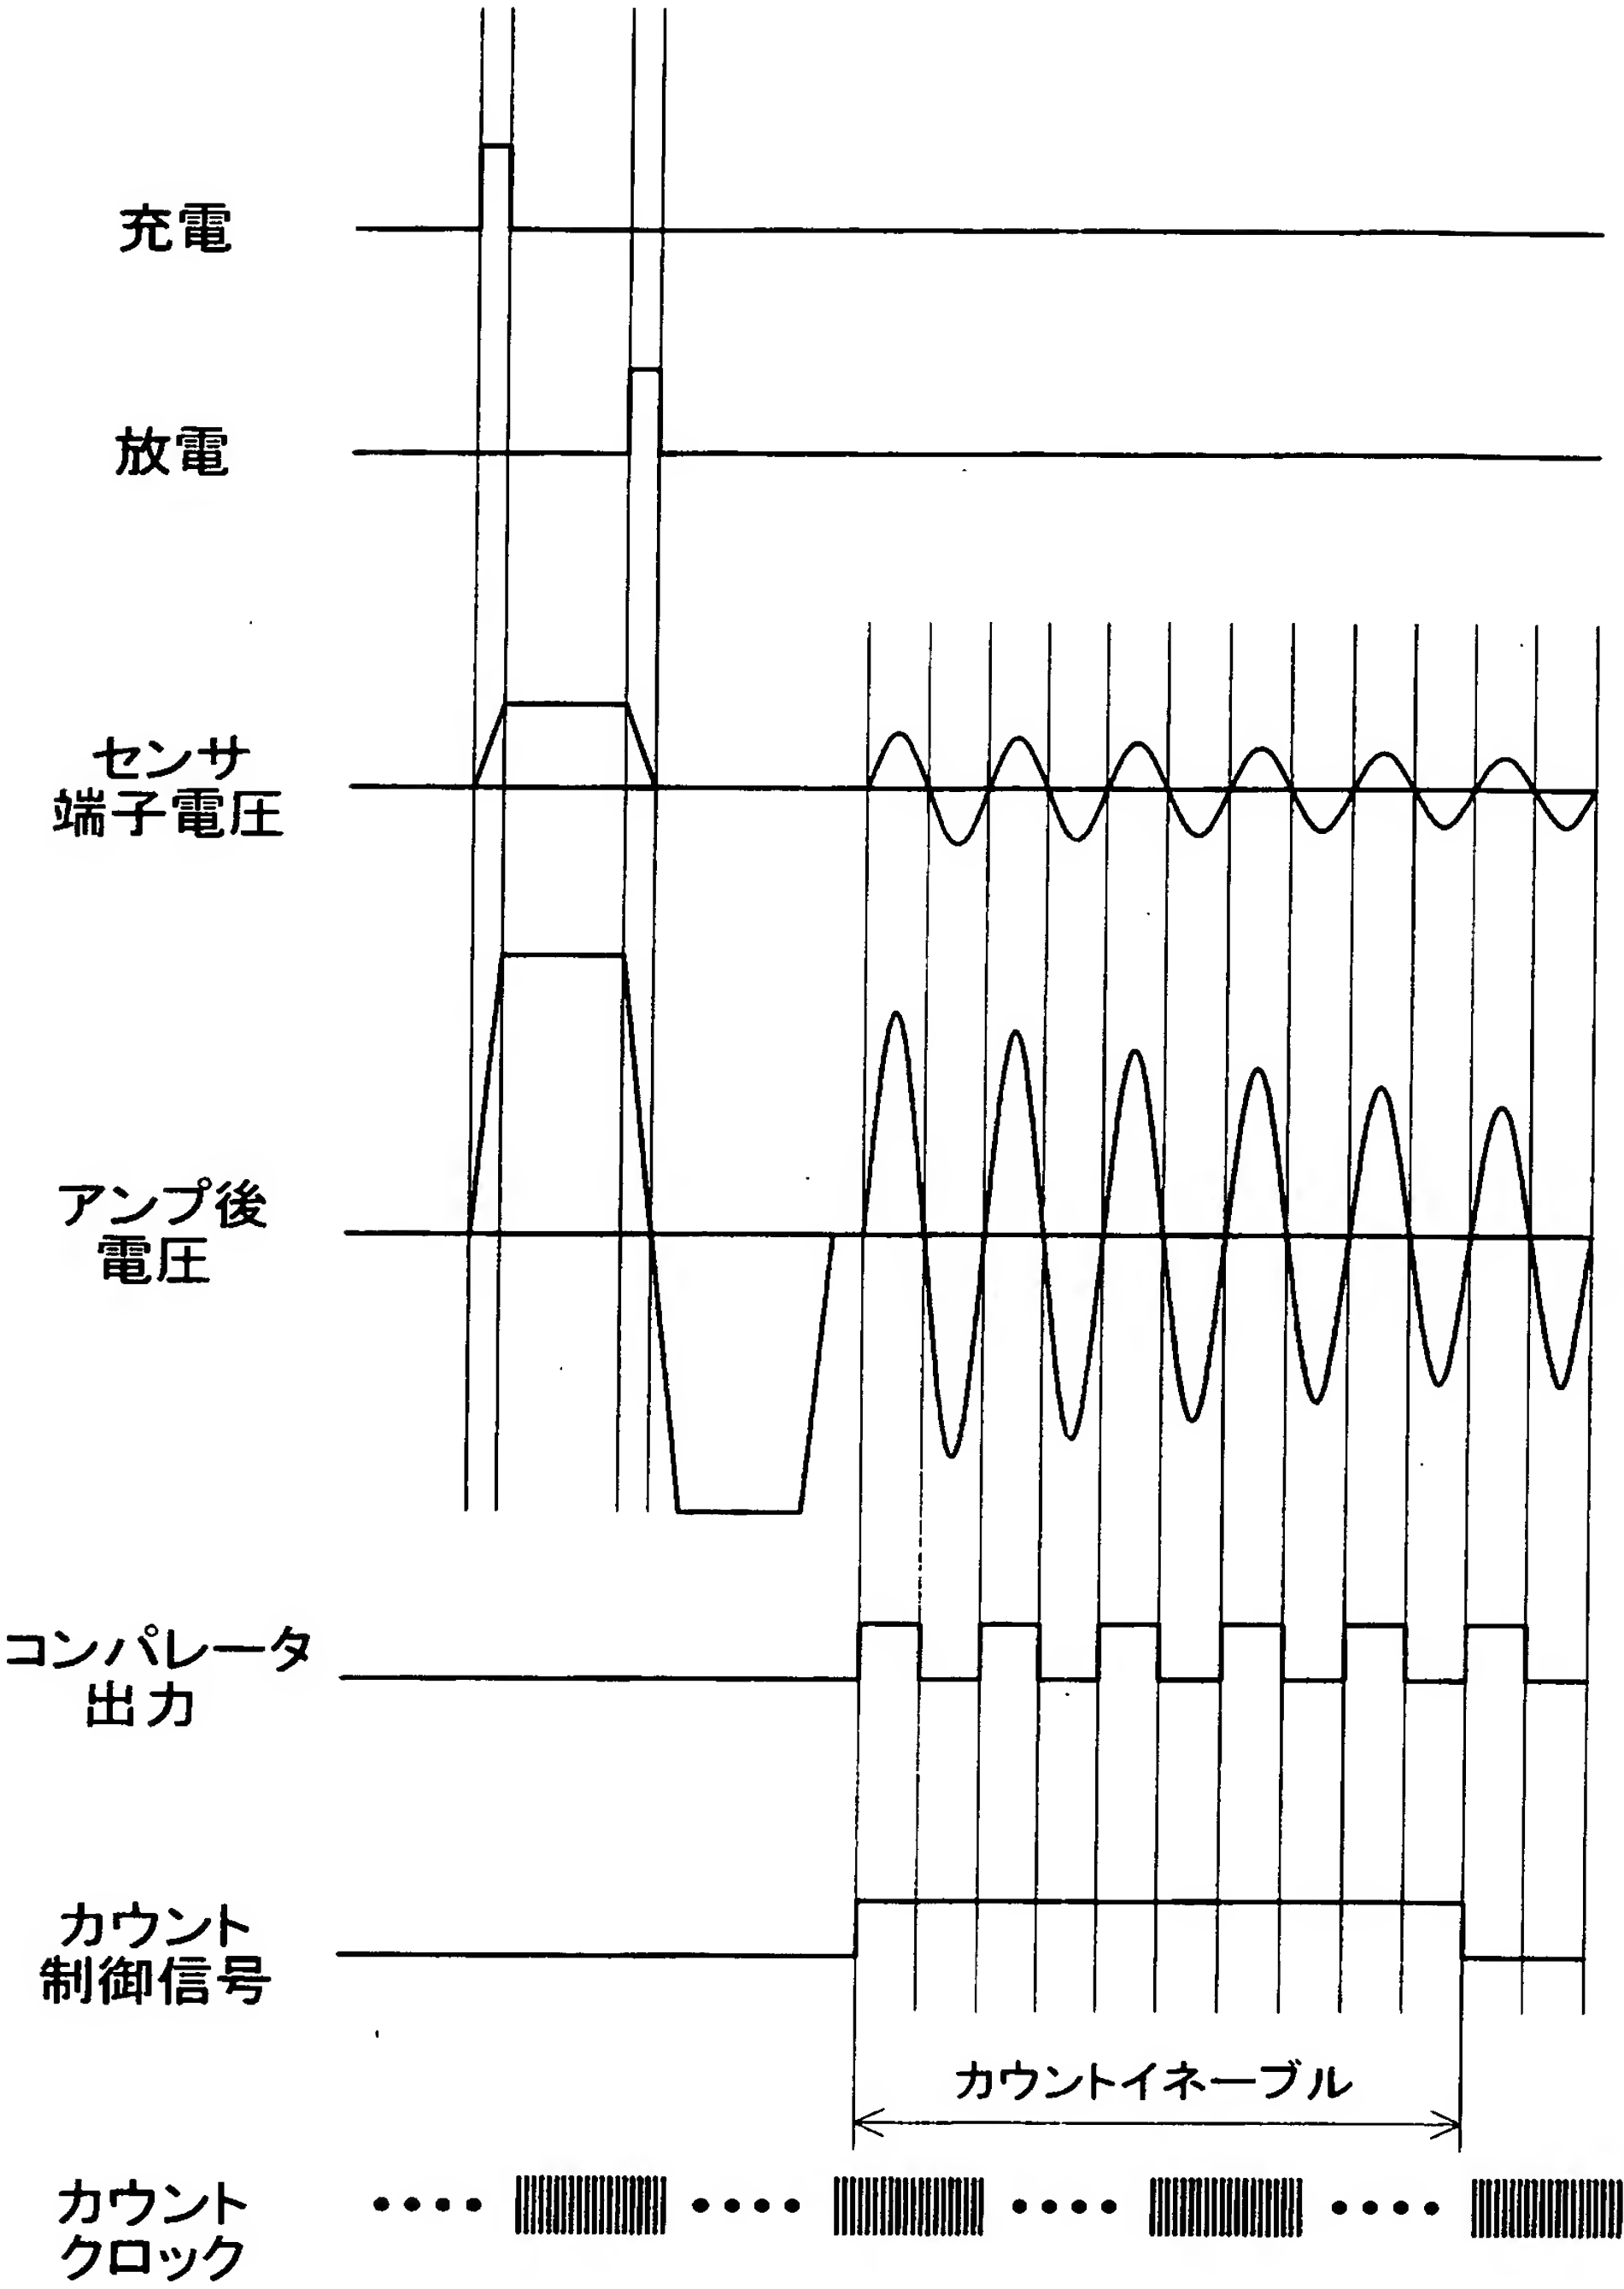 充電
放電
センサ
端子電圧
アンプ後
電圧
コンパレータ
出力
カウント
制御信号
カウントイネーブル
カウント
クロック